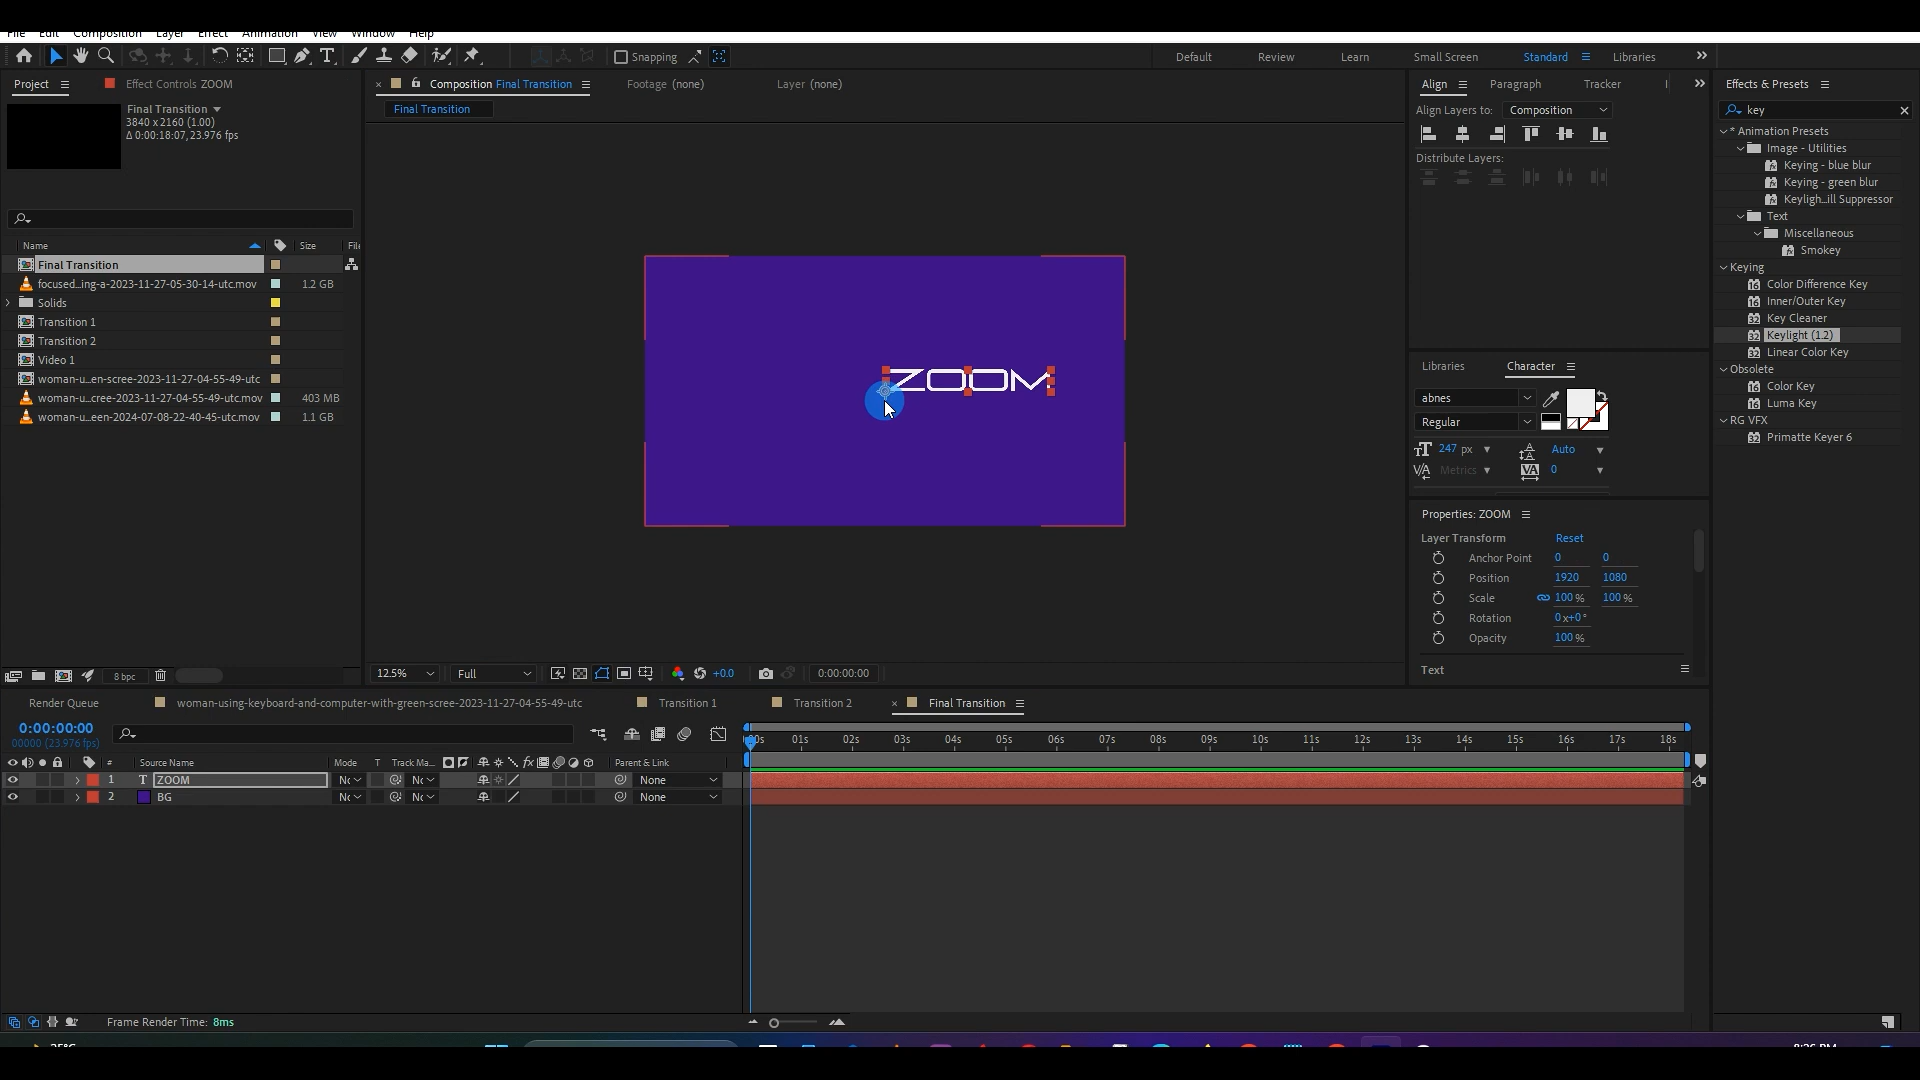 File Edit Composition Layer Effect Animation View Window Help
Snapping Default Review Learn Small Screen Standard Libraries
Project Effect Controls ZOOM
Final Transition
3840 x 2160 (1.00)
Δ 0:00:18:07, 23.976 fps
Name Size File
Final Transition
focused...ing-a-2023-11-27-05-30-14-utc.mov 1.2 GB
Solids
Transition 1
Transition 2
Video 1
woman-u...en-scree-2023-11-27-04-55-49-utc
woman-u...cree-2023-11-27-04-55-49-utc.mov 403 MB
woman-u...een-2024-07-08-22-40-45-utc.mov 1.1 GB
8 bpc
Composition Final Transition Footage (none) Layer (none)
Final Transition
ZOOM
12.5% Full +0.0 0:00:00:00
Align Paragraph Tracker
Align Layers to: Composition
Distribute Layers:
Libraries Character
abnes
Regular
247 px Auto
Metrics 0
Properties: ZOOM
Layer Transform Reset
Anchor Point 0 0
Position 1920 1080
Scale 100 % 100 %
Rotation 0x+0°
Opacity 100 %
Text
Effects & Presets
key
* Animation Presets
Image - Utilities
Keying - blue blur
Keying - green blur
Keyligh...ill Suppressor
Text
Miscellaneous
Smokey
Keying
Color Difference Key
Inner/Outer Key
Key Cleaner
Keylight (1.2)
Linear Color Key
Obsolete
Color Key
Luma Key
RG VFX
Primatte Keyer 6
Render Queue woman-using-keyboard-and-computer-with-green-scree-2023-11-27-04-55-49-utc Transition 1 Transition 2 Final Transition
0:00:00:00
00000 (23.976 fps)
:00s 01s 02s 03s 04s 05s 06s 07s 08s 09s 10s 11s 12s 13s 14s 15s 16s 17s 18s
# Source Name Mode T Track Ma... fx Parent & Link
1 T ZOOM Nc Nc None
2 BG Nc Nc None
Frame Render Time: 8ms